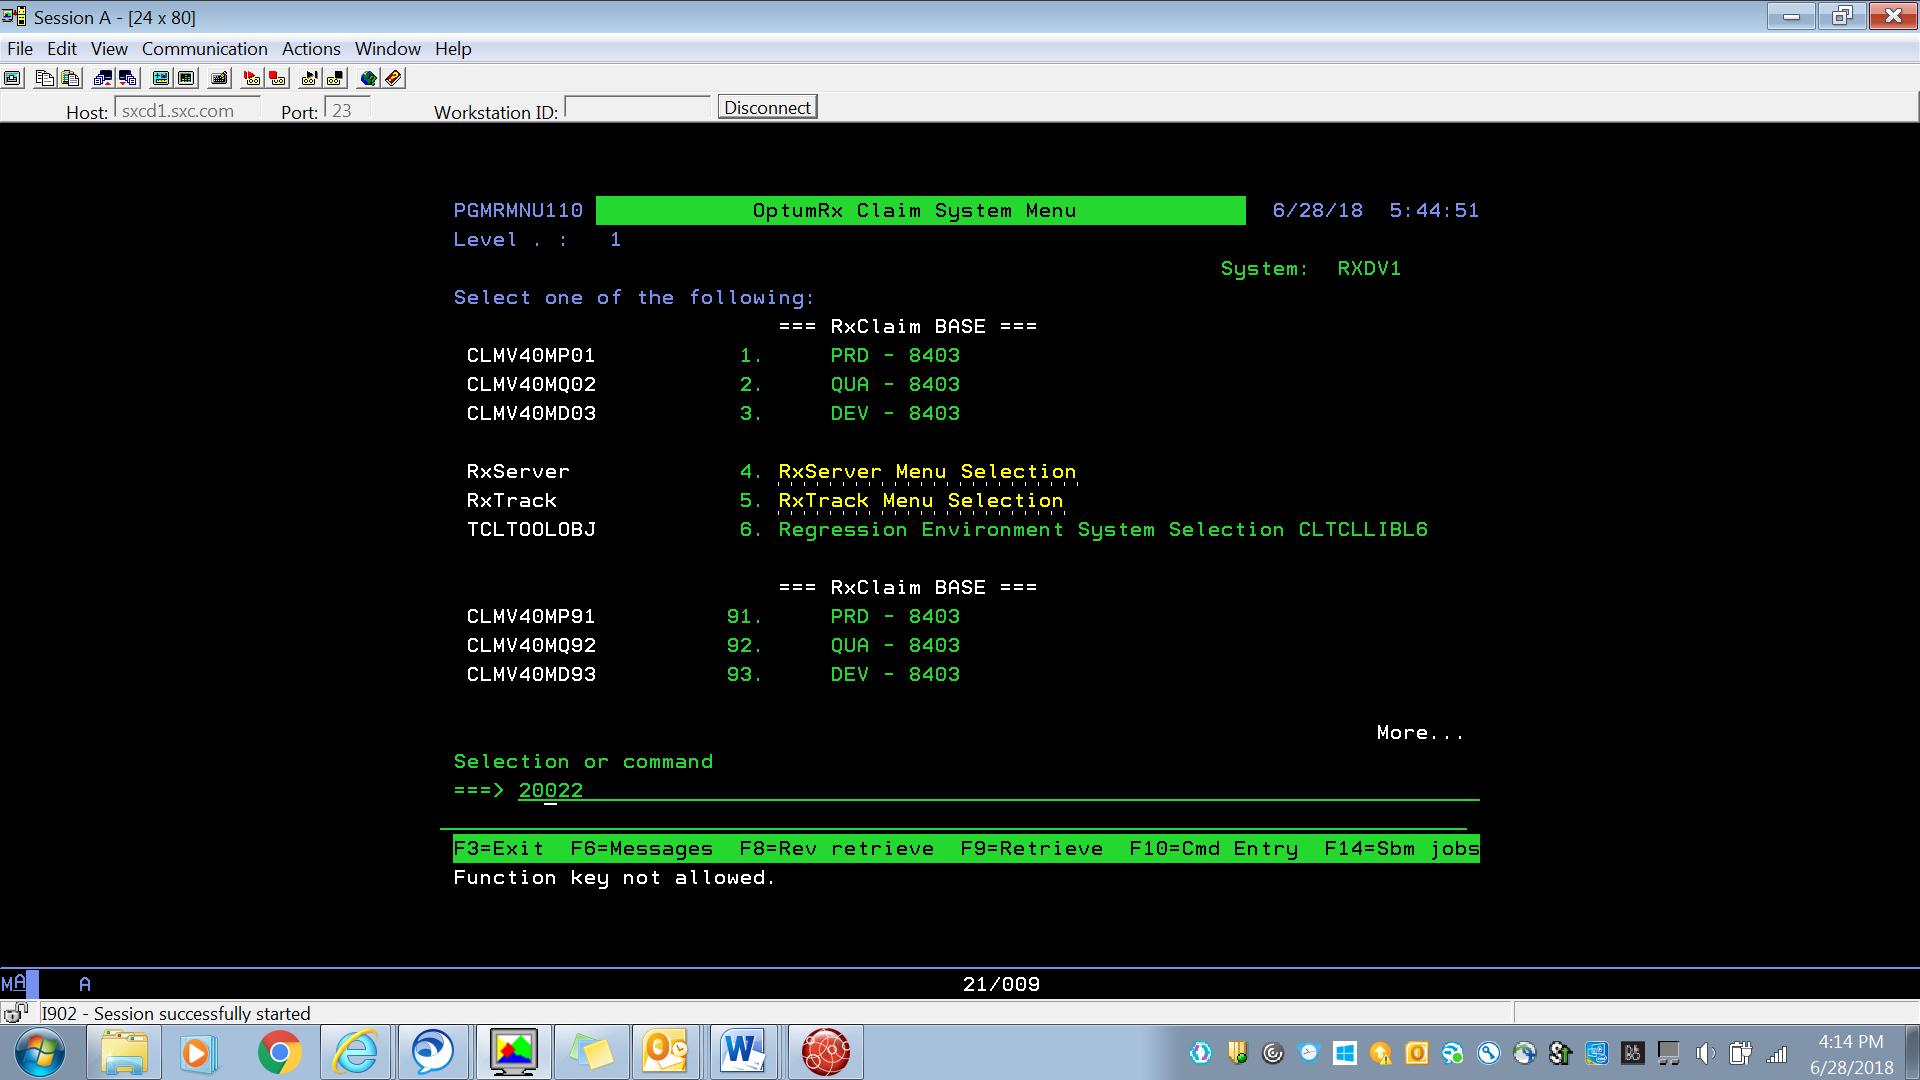 Session A - [24 x 80]
File Edit View Communication Actions Window Help
Host: sxcd1.sxc.com Port: 23 Workstation ID: Disconnect
PGMRMNU110 OptumRx Claim System Menu 6/28/18 5:44:51
Level . : 1
System: RXDV1
Select one of the following:
=== RxClaim BASE ===
CLMV40MP01 1. PRD - 8403
CLMV40MQ02 2. QUA - 8403
CLMV40MD03 3. DEV - 8403
RxServer 4. RxServer Menu Selection
RxTrack 5. RxTrack Menu Selection
TCLTOOLOBJ 6. Regression Environment System Selection CLTCLLIBL6
=== RxClaim BASE ===
CLMV40MP91 91. PRD - 8403
CLMV40MQ92 92. QUA - 8403
CLMV40MD93 93. DEV - 8403
More...
Selection or command
===> 20022
F3=Exit F6=Messages F8=Rev retrieve F9=Retrieve F10=Cmd Entry F14=Sbm jobs
Function key not allowed.
MA A 21/009
I902 - Session successfully started
4:14 PM
6/28/2018